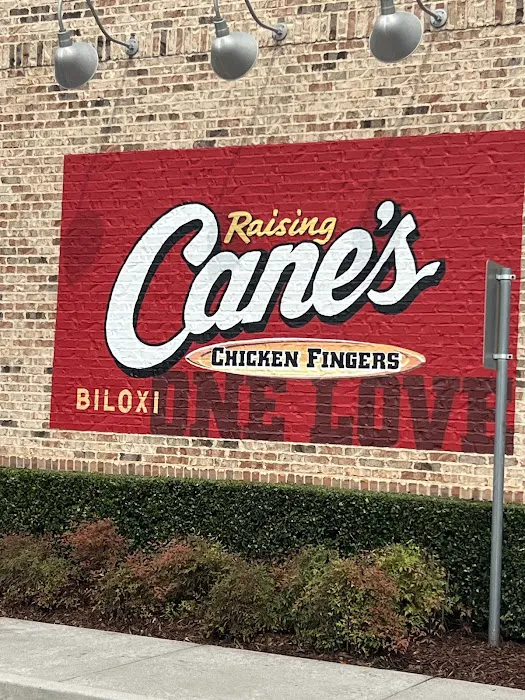 Raising
Cane's
CHICKEN FINGERS
BILOXI
ONE LOVE